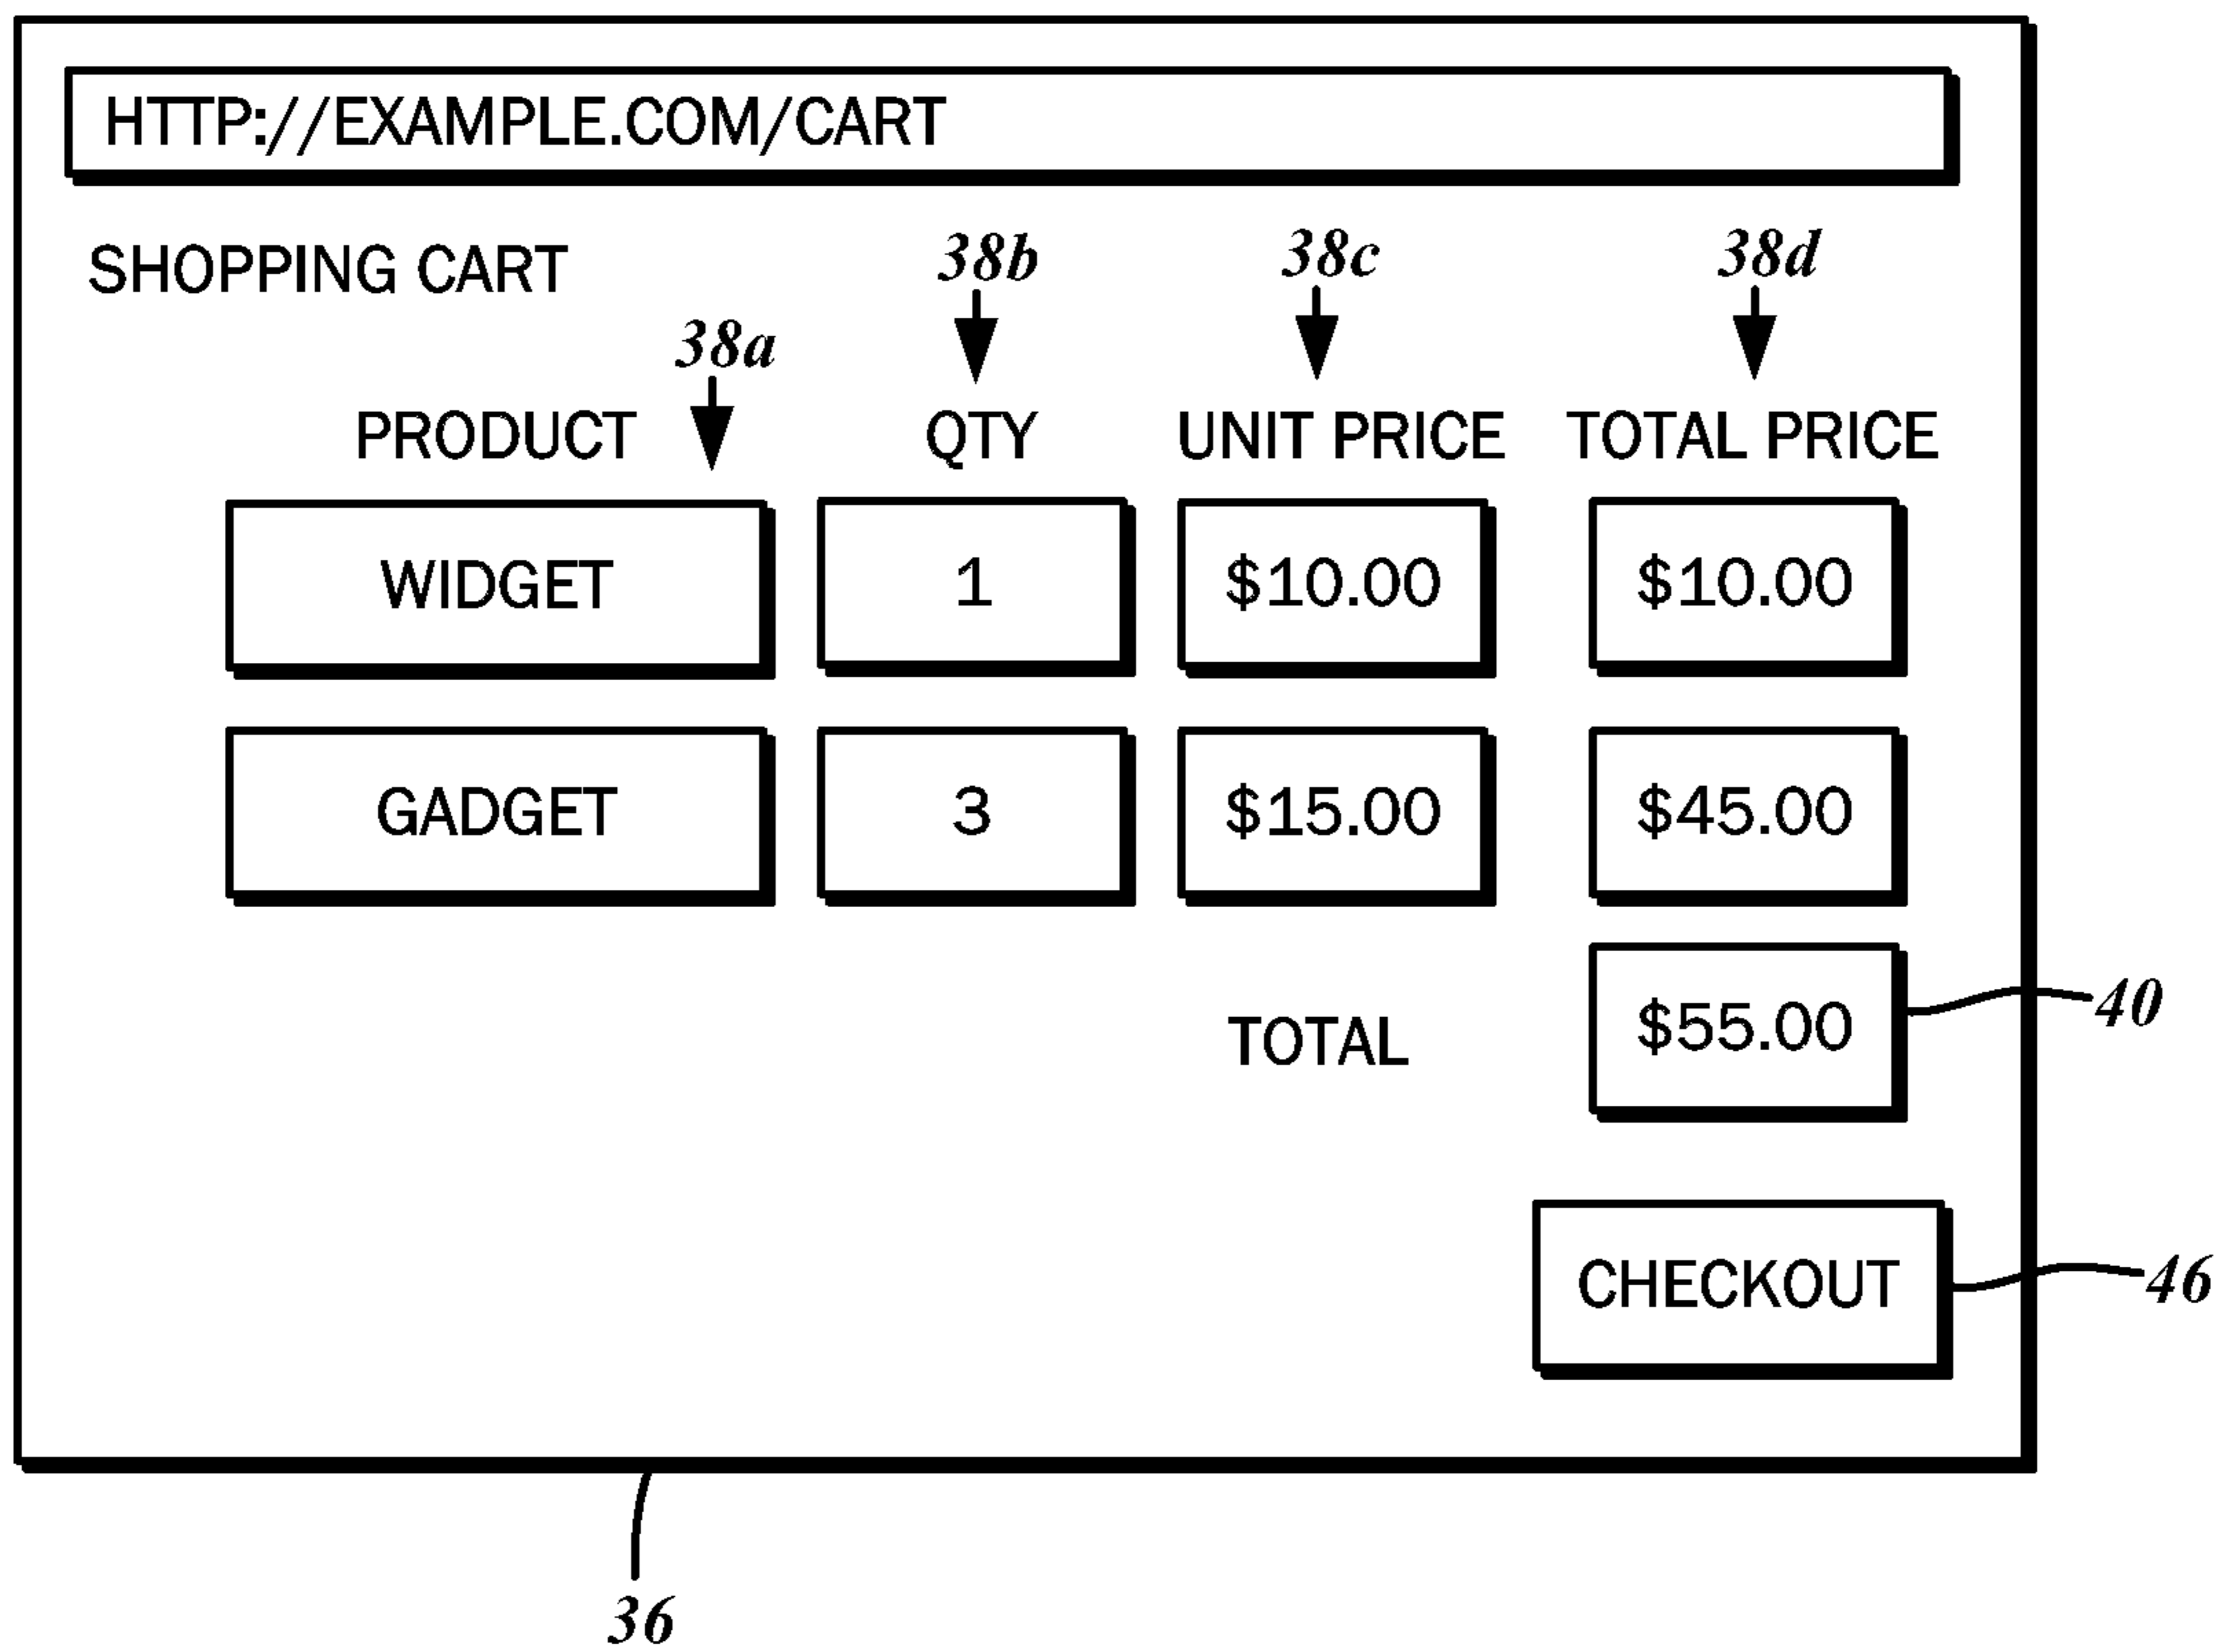 HTTP://EXAMPLE.COM/CART
SHOPPING CART
38a
38b
38c
38d
PRODUCT QTY UNIT PRICE TOTAL PRICE
WIDGET 1 $10.00 $10.00
GADGET 3 $15.00 $45.00
TOTAL $55.00
40
CHECKOUT
46
36